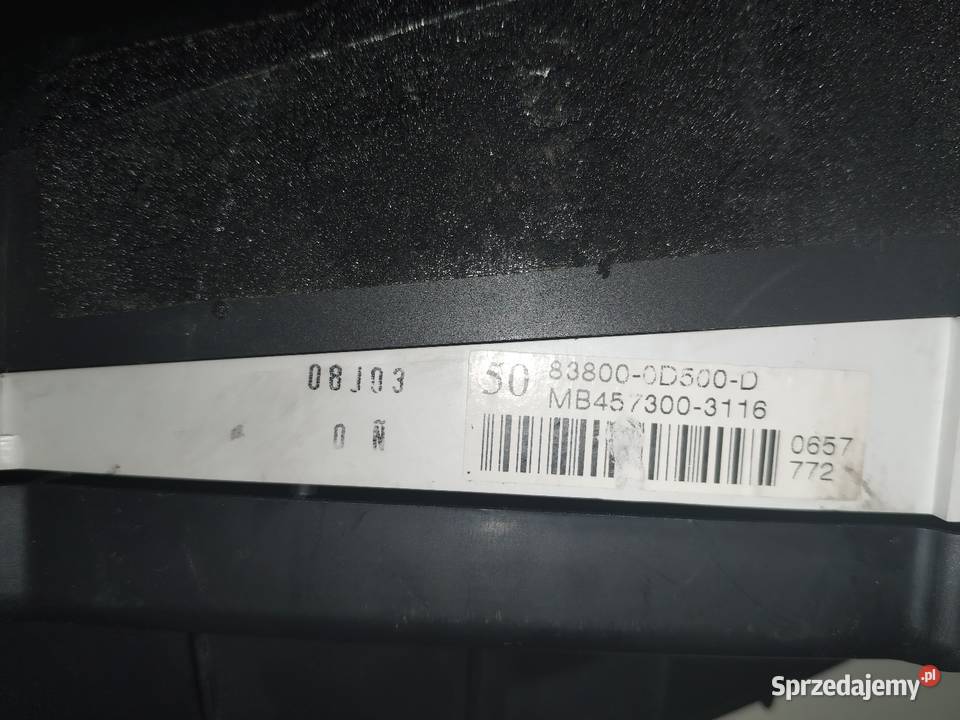 08J03
0 Ñ
50
83800-0D500-D
MB457300-3116
0657
772
Sprzedajemy.pl